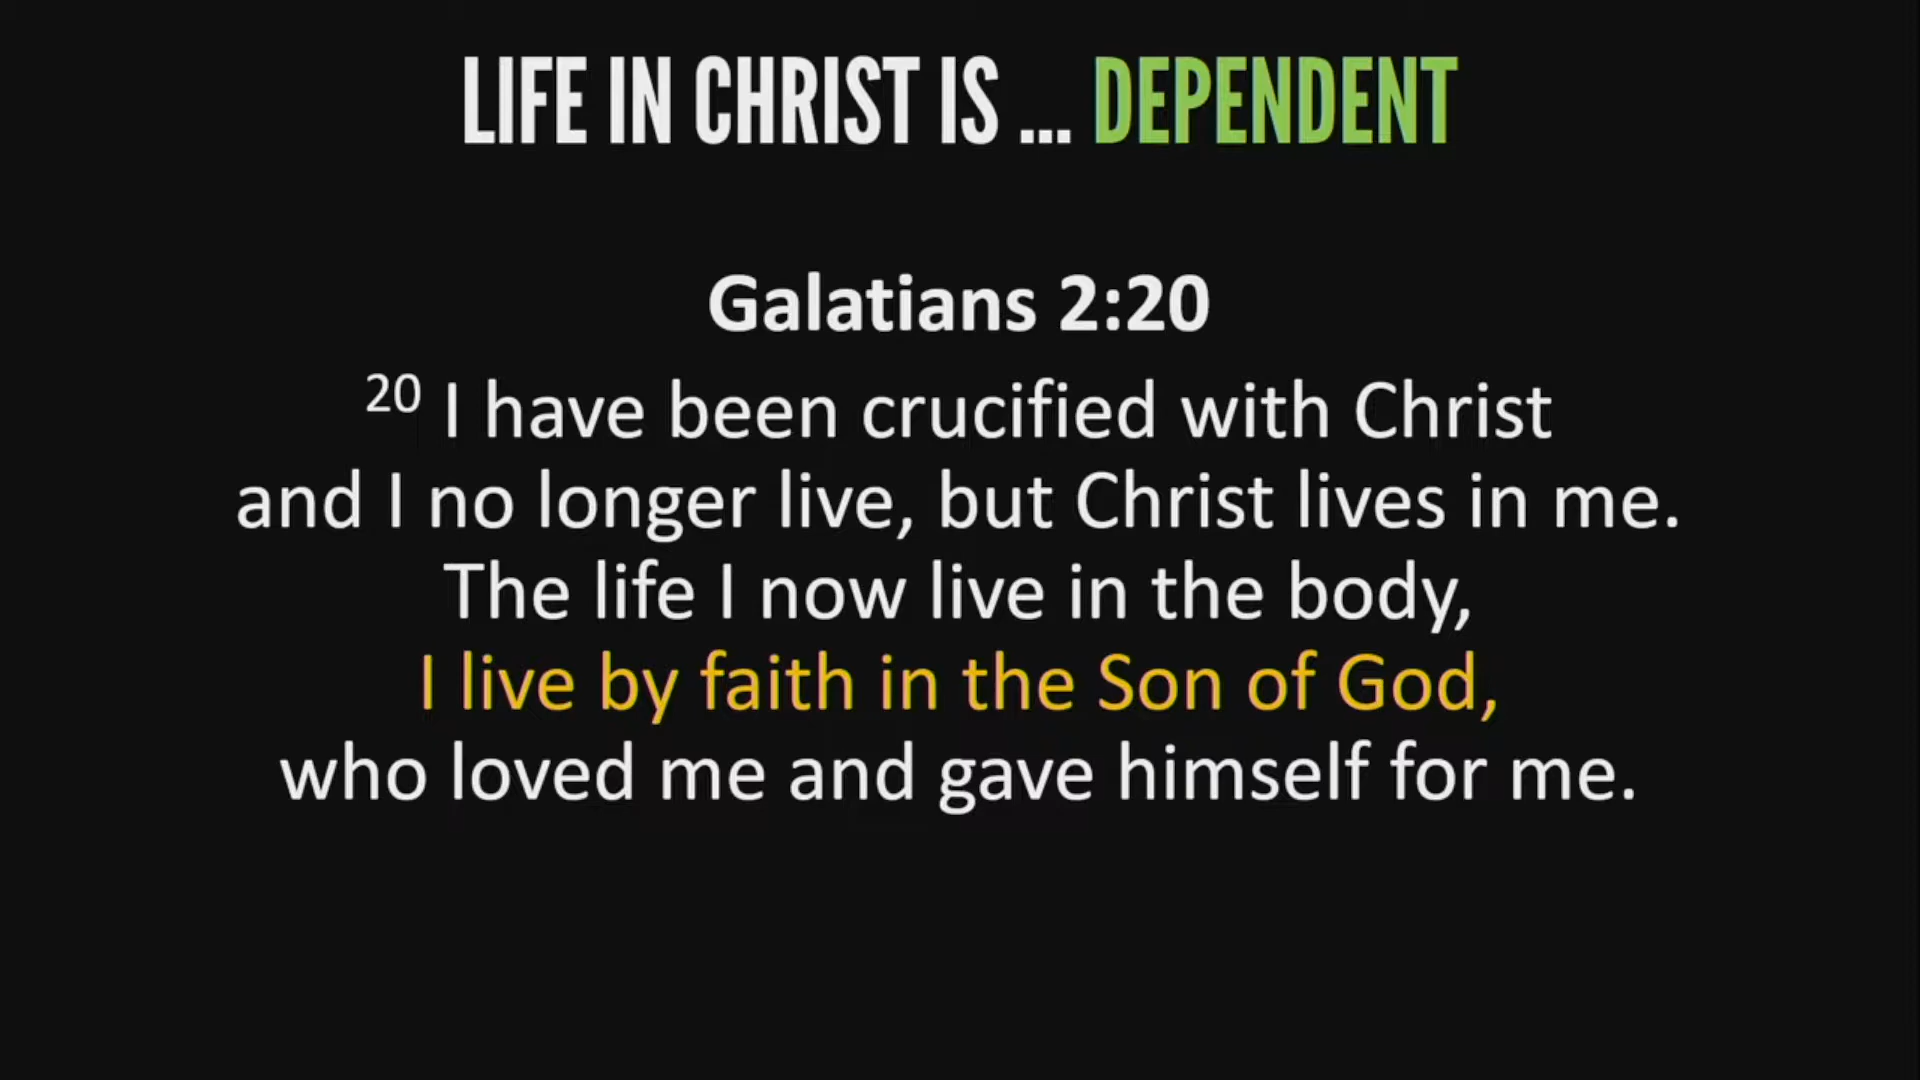 LIFE IN CHRIST IS ... DEPENDENT
Galatians 2:20
20 I have been crucified with Christ
and I no longer live, but Christ lives in me.
The life I now live in the body,
I live by faith in the Son of God,
who loved me and gave himself for me.